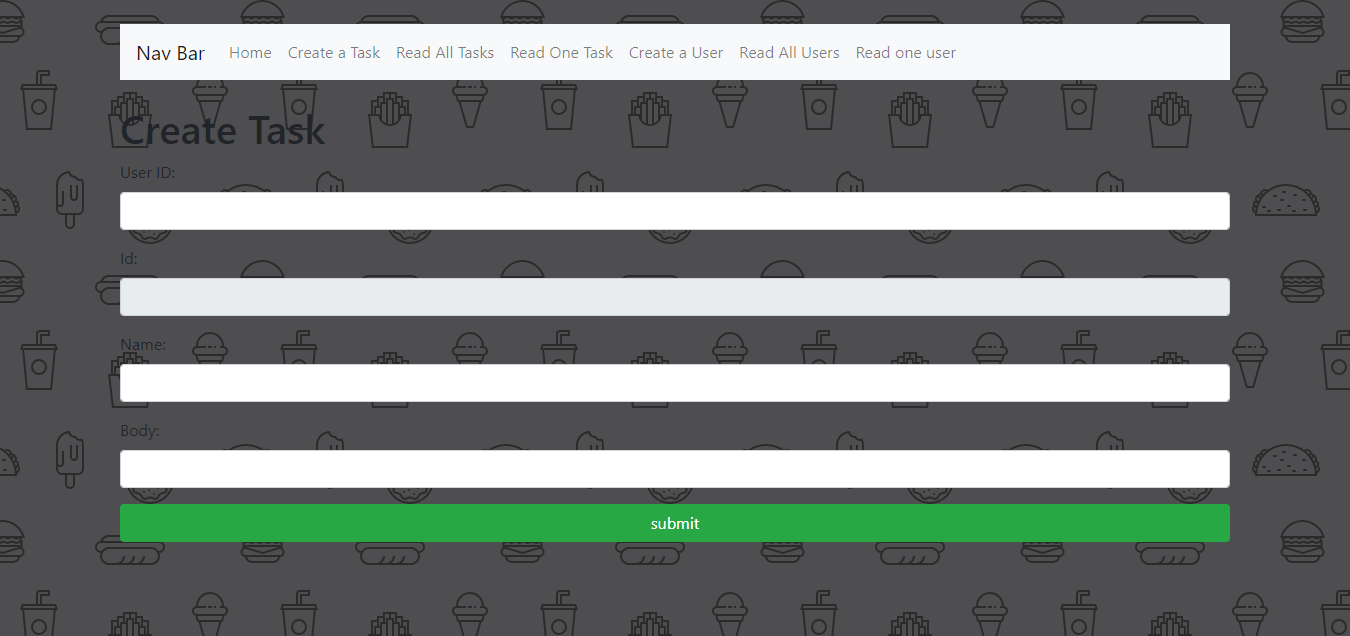 Nav Bar Home Create a Task Read All Tasks Read One Task Create a User Read All Users Read one user
Create Task
User ID:
Id:
Name:
Body:
submit